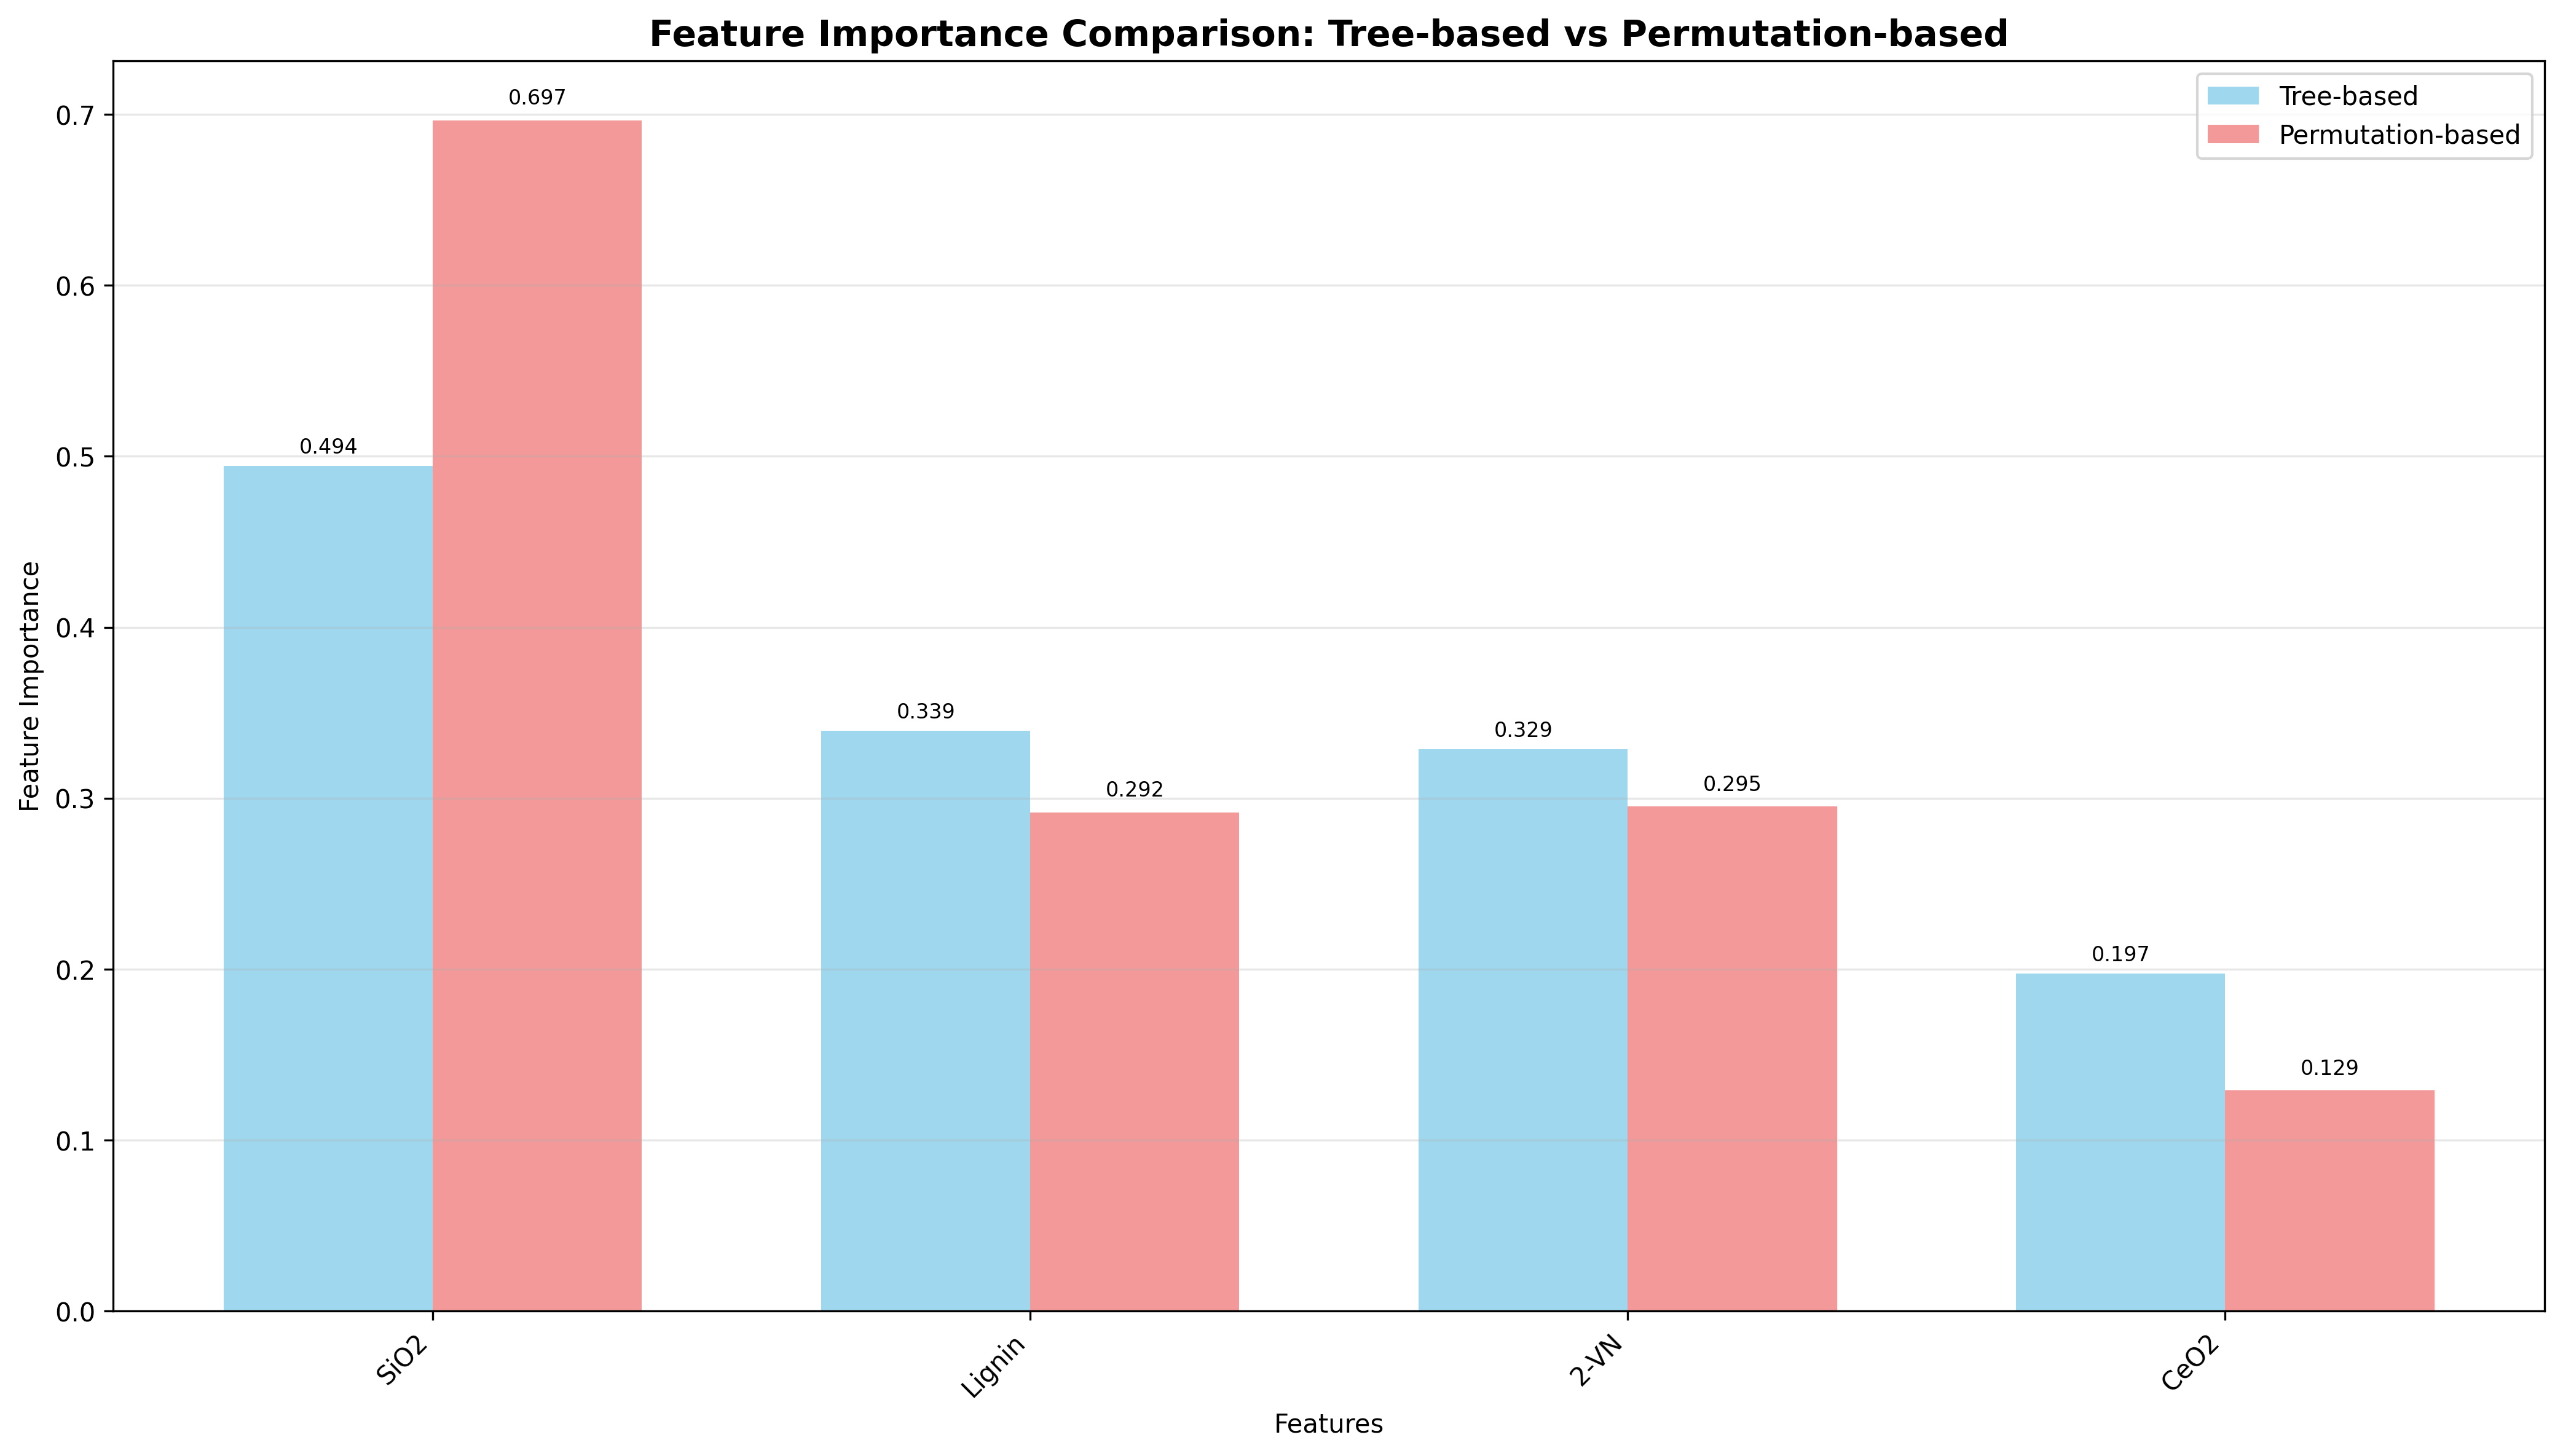 Feature Importance Comparison: Tree-based vs Permutation-based
Tree-based
Permutation-based
Feature Importance
0.7
0.6
0.5
0.4
0.3
0.2
0.1
0.0
0.494
0.697
0.339
0.292
0.329
0.295
0.197
0.129
SiO2
Lignin
2-VN
CeO2
Features